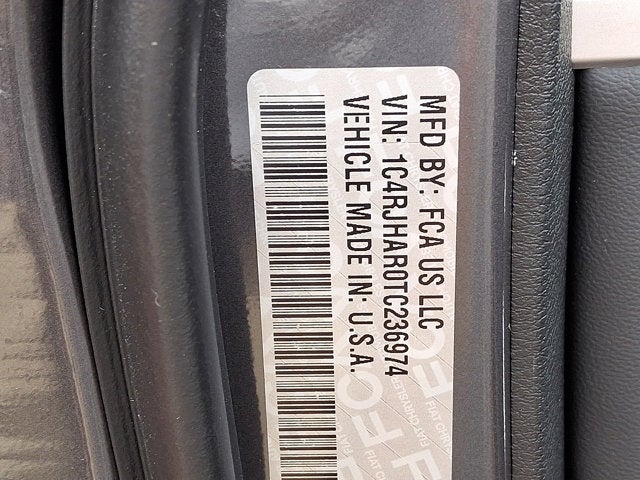 MFD BY: FCA US LLC
VIN: 1C4RJHAR0TC236974
VEHICLE MADE IN: U.S.A.